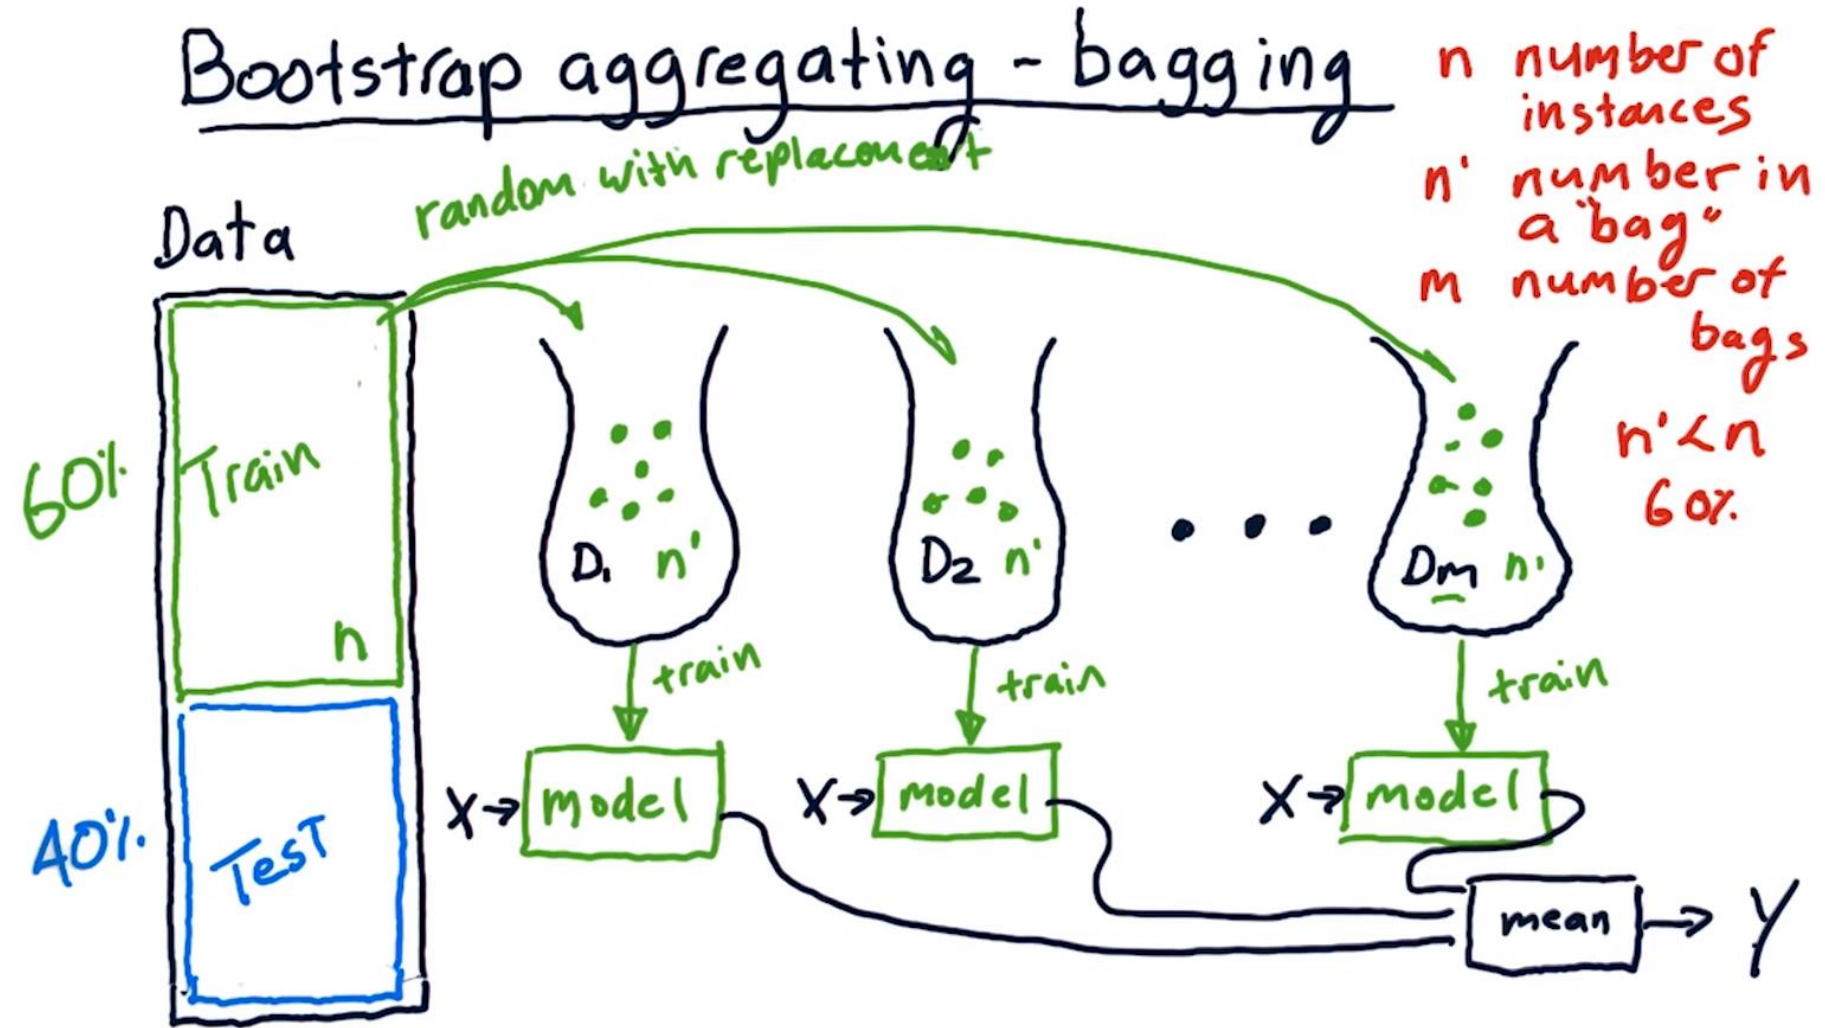 Bootstrap aggregating - bagging
random with replacement
Data
60%
Train
n
40%
Test
D1 n'
D2 n'
• • •
Dm n'
train
train
train
X→ model
X→ model
X→ model
mean → Y
n number of
instances
n' number in
a "bag"
m number of
bags
n'<n
60%